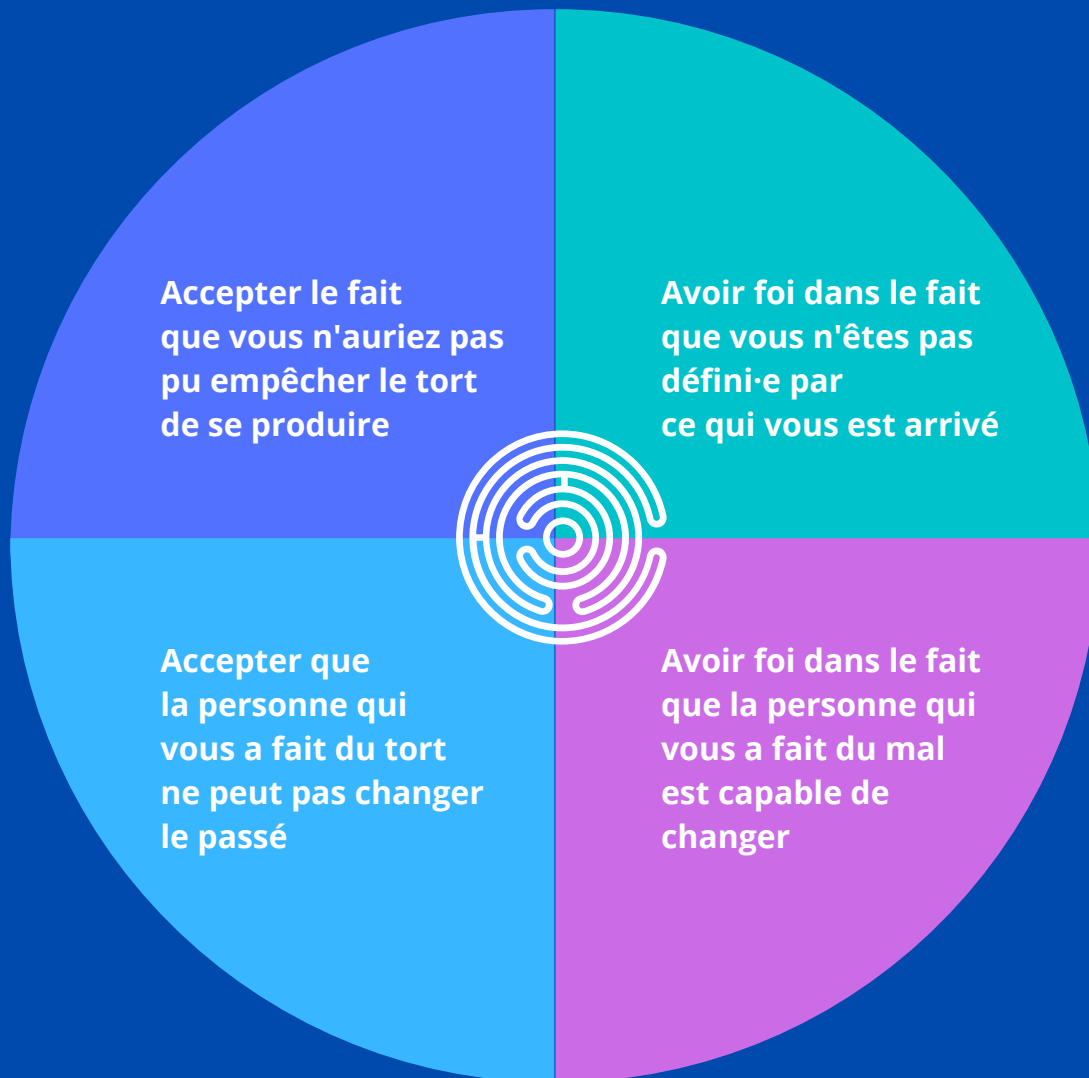 Accepter le fait
que vous n'auriez pas
pu empêcher le tort
de se produire
Avoir foi dans le fait
que vous n'êtes pas
défini·e par
ce qui vous est arrivé
Accepter que
la personne qui
vous a fait du tort
ne peut pas changer
le passé
Avoir foi dans le fait
que la personne qui
vous a fait du mal
est capable de
changer